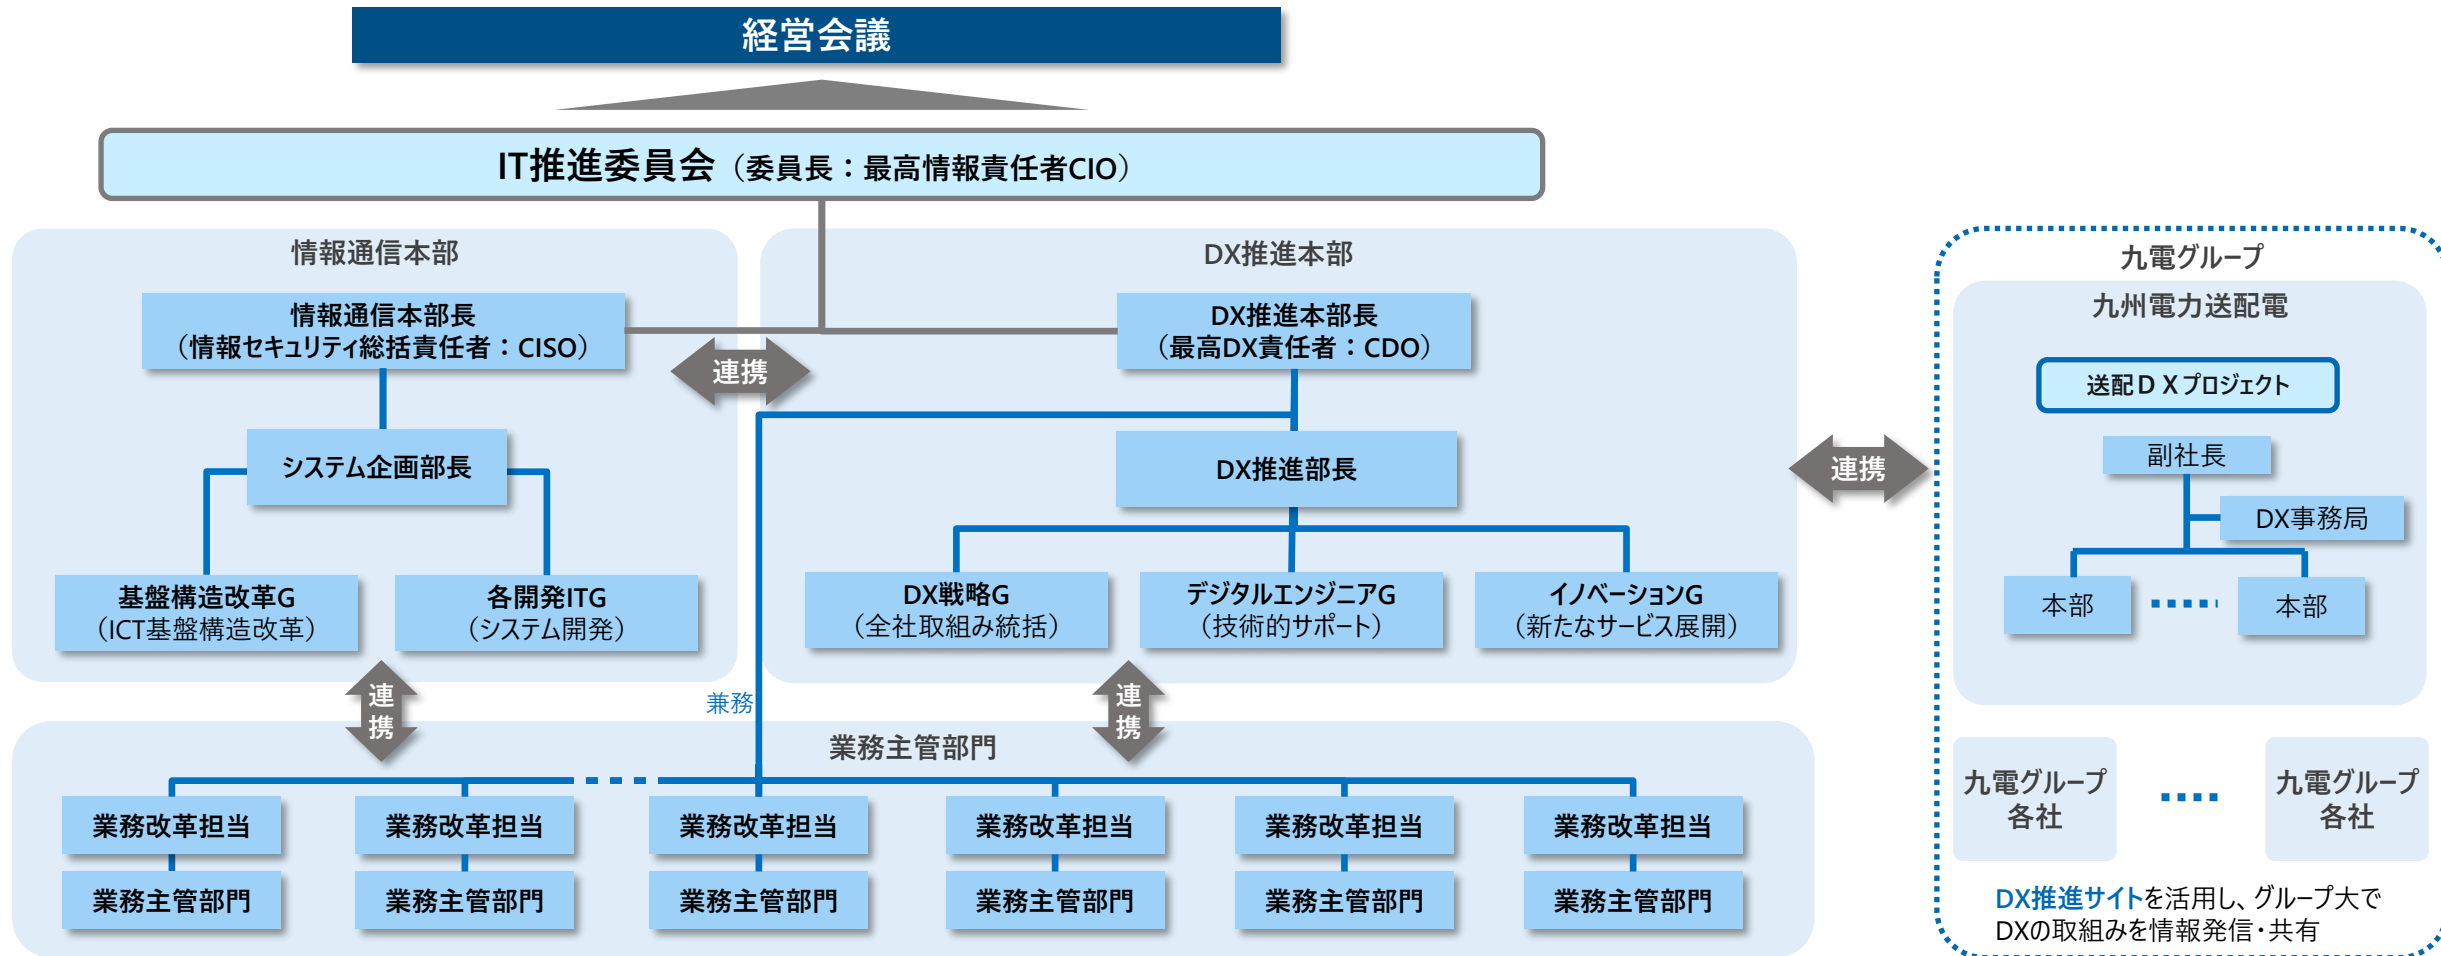 経営会議
IT推進委員会（委員長：最高情報責任者CIO）
情報通信本部
情報通信本部長
（情報セキュリティ総括責任者：CISO）
システム企画部長
基盤構造改革G
（ICT基盤構造改革）
各開発ITG
（システム開発）
連携
DX推進本部
DX推進本部長
（最高DX責任者：CDO）
DX推進部長
DX戦略G
（全社取組み統括）
デジタルエンジニアG
（技術的サポート）
イノベーションG
（新たなサービス展開）
連携
連携
兼務
連携
業務主管部門
業務改革担当
業務改革担当
業務改革担当
業務改革担当
業務改革担当
業務改革担当
業務主管部門
業務主管部門
業務主管部門
業務主管部門
業務主管部門
業務主管部門
九電グループ
九州電力送配電
送配ＤＸプロジェクト
副社長
DX事務局
本部
本部
九電グループ
各社
九電グループ
各社
DX推進サイトを活用し、グループ大で
DXの取組みを情報発信・共有